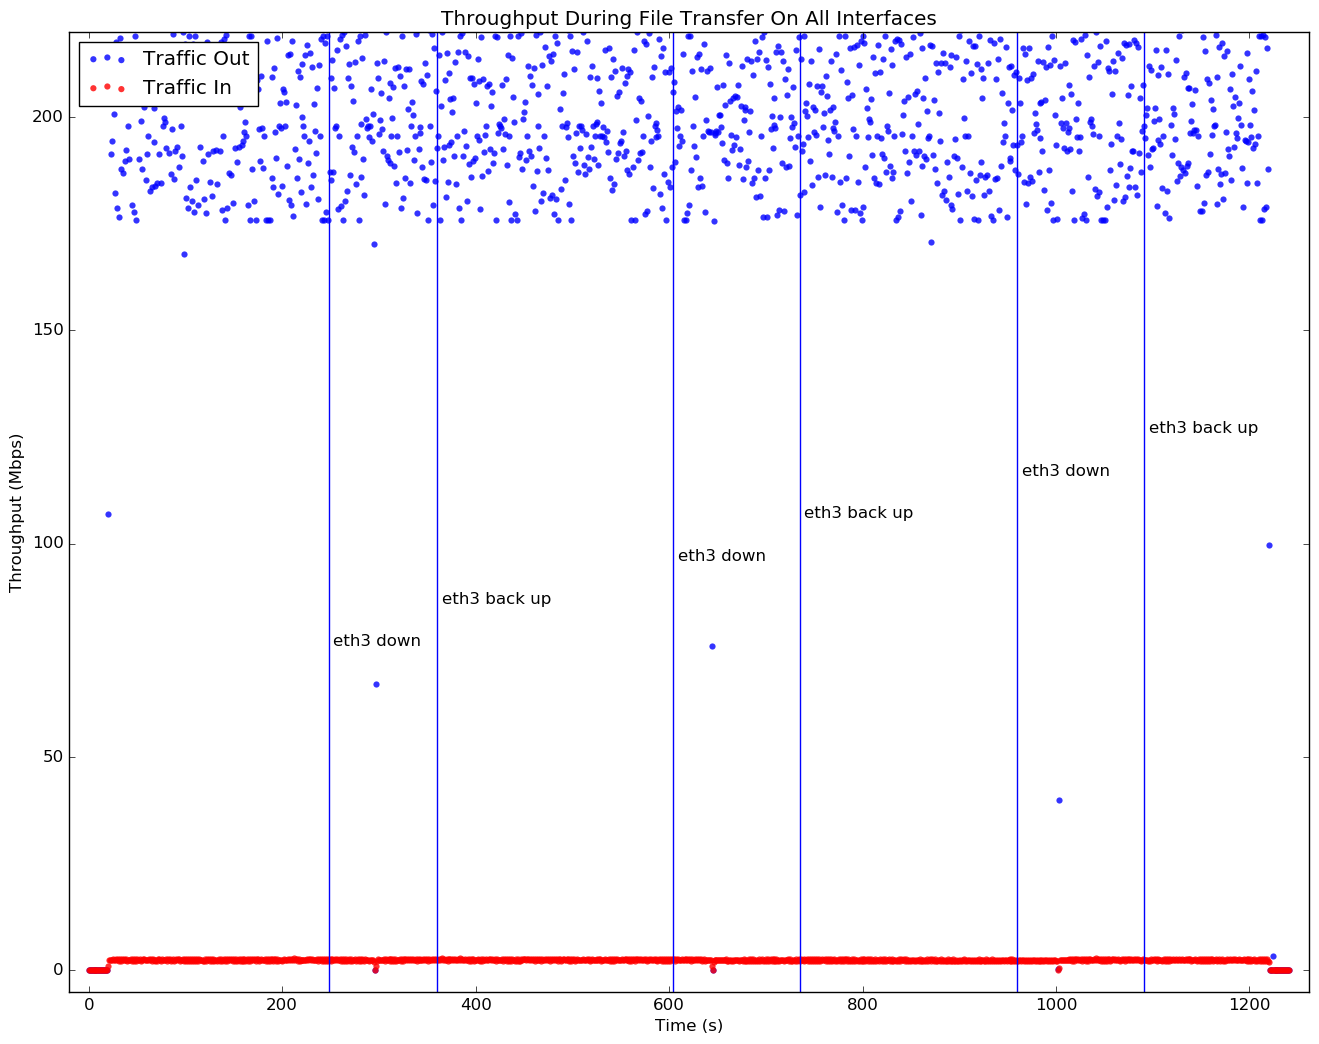 Throughput During File Transfer On All Interfaces
Traffic Out
Traffic In
200
150
100
50
0
Throughput (Mbps)
eth3 back up
eth3 down
eth3 back up
eth3 down
eth3 back up
eth3 down
0
200
400
600
800
1000
1200
Time (s)